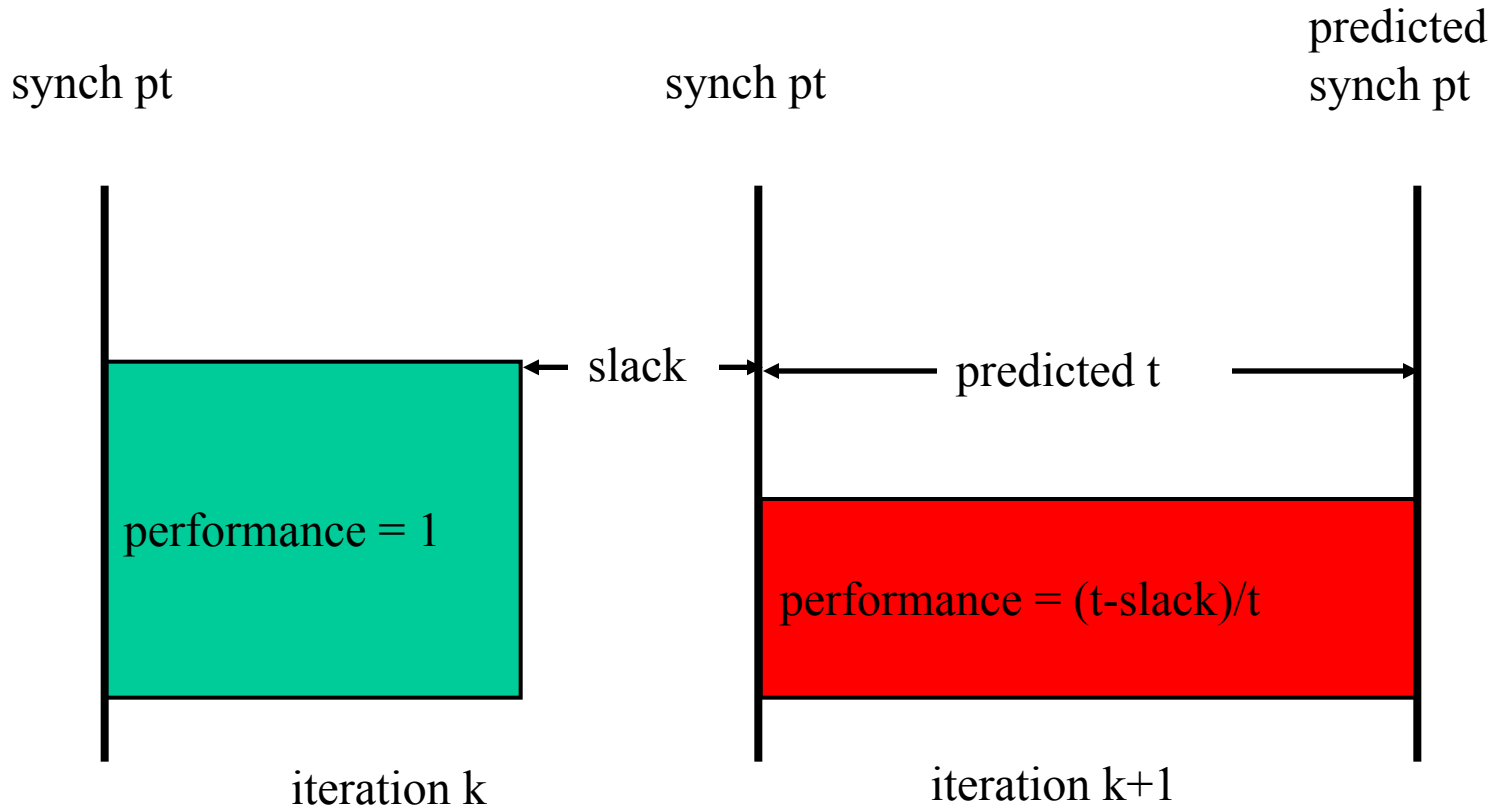 synch pt
synch pt
predicted
synch pt
slack
predicted t
performance = 1
performance = (t-slack)/t
iteration k
iteration k+1